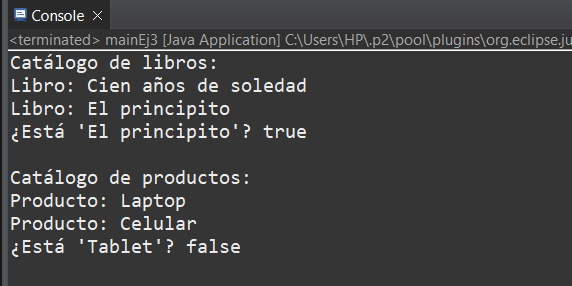 Console
<terminated> mainEj3 [Java Application] C:\Users\HP\.p2\pool\plugins\org.eclipse.ju
Catálogo de libros:
Libro: Cien años de soledad
Libro: El principito
¿Está 'El principito'? true
Catálogo de productos:
Producto: Laptop
Producto: Celular
¿Está 'Tablet'? false